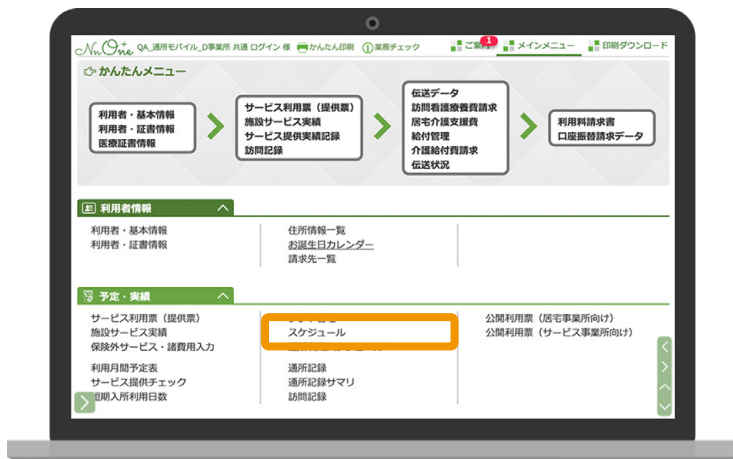 NnOne QA_通所モバイル_D事業所 共通 ログイン 様 かんたん印刷 業務チェック ご案 1 メインメニュー 印刷ダウンロード
かんたんメニュー
利用者・基本情報
利用者・証書情報
医療証書情報
サービス利用票（提供票）
施設サービス実績
サービス提供実績記録
訪問記録
伝送データ
訪問看護療養費請求
居宅介護支援費
給付管理
介護給付費請求
伝送状況
利用料請求書
口座振替請求データ
利用者情報
利用者・基本情報
利用者・証書情報
住所情報一覧
お誕生日カレンダー
請求先一覧
予定・実績
サービス利用票（提供票）
施設サービス実績
保険外サービス・諸費用入力
利用月間予定表
サービス提供チェック
短期入所利用日数
スケジュール
通所記録
通所記録サマリ
訪問記録
公開利用票（居宅事業所向け）
公開利用票（サービス事業所向け）